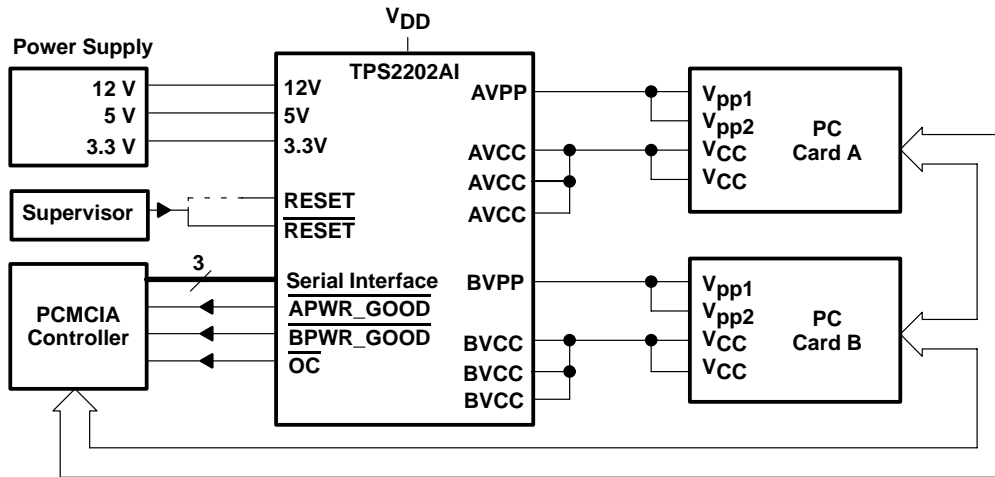 VDD
Power Supply
12 V
5 V
3.3 V
Supervisor
3
PCMCIA
Controller
TPS2202AI
12V
5V
3.3V
RESET
RESET
Serial Interface
APWR_GOOD
BPWR_GOOD
OC
AVPP
AVCC
AVCC
AVCC
BVPP
BVCC
BVCC
BVCC
Vpp1
Vpp2
VCC
VCC
PC
Card A
Vpp1
Vpp2
VCC
VCC
PC
Card B